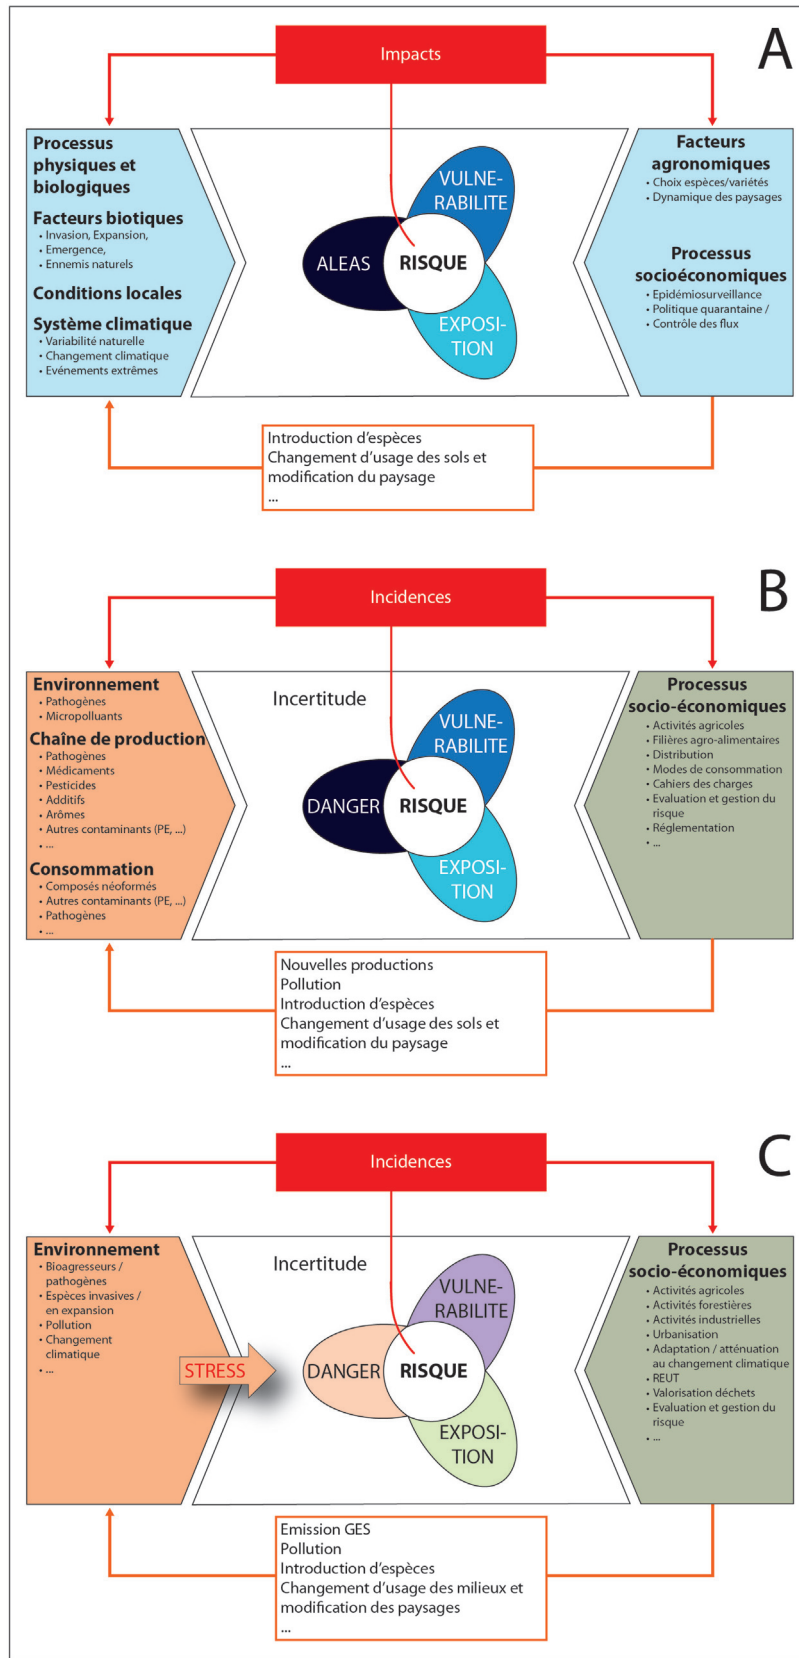 A
Impacts
Processus
physiques et
biologiques
Facteurs biotiques
• Invasion, Expansion,
• Emergence,
• Ennemis naturels
Conditions locales
Système climatique
• Variabilité naturelle
• Changement climatique
• Evénements extrêmes
VULNE-
RABILITE
ALEAS
RISQUE
EXPOSI-
TION
Facteurs
agronomiques
• Choix espèces/variétés
• Dynamique des paysages
Processus
socioéconomiques
• Epidémiosurveillance
• Politique quarantaine /
• Contrôle des flux
Introduction d’espèces
Changement d’usage des sols et
modification du paysage
...
B
Incidences
Environnement
• Pathogènes
• Micropolluants
Chaîne de production
• Pathogènes
• Médicaments
• Pesticides
• Additifs
• Arômes
• Autres contaminants (PE, ...)
• ...
Consommation
• Composés néoformés
• Autres contaminants (PE, ...)
• Pathogènes
• ...
Incertitude
VULNE-
RABILITE
DANGER
RISQUE
EXPOSI-
TION
Processus
socio-économiques
• Activités agricoles
• Filières agro-alimentaires
• Distribution
• Modes de consommation
• Cahiers des charges
• Evaluation et gestion du
risque
• Réglementation
• ...
Nouvelles productions
Pollution
Introduction d’espèces
Changement d’usage des sols et
modification du paysage
...
C
Incidences
Environnement
• Bioagresseurs /
pathogènes
• Espèces invasives /
en expansion
• Pollution
• Changement
climatique
• ...
STRESS
Incertitude
VULNE-
RABILITE
DANGER
RISQUE
EXPOSI-
TION
Processus
socio-économiques
• Activités agricoles
• Activités forestières
• Activités industrielles
• Urbanisation
• Adaptation / atténuation
au changement climatique
• REUT
• Valorisation déchets
• Evaluation et gestion du
risque
• ...
Emission GES
Pollution
Introduction d’espèces
Changement d’usage des milieux et
modification des paysages
...